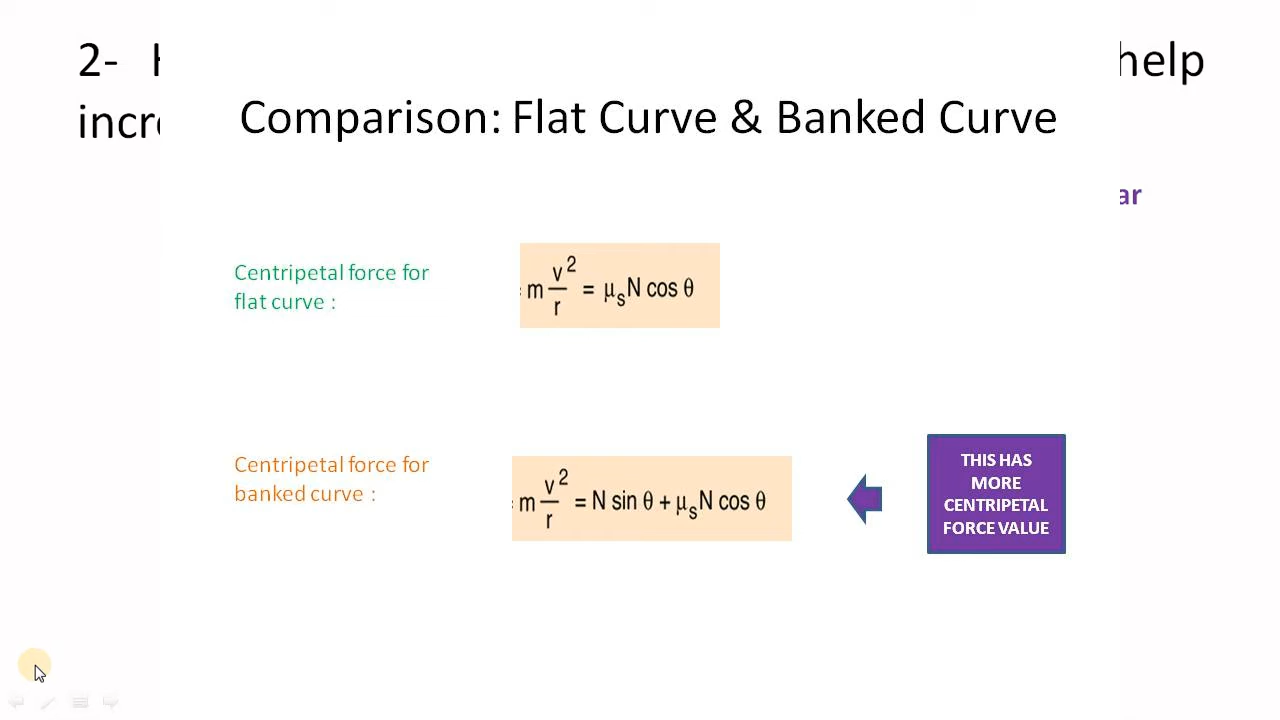 2- help
Comparison: Flat Curve & Banked Curve
ar
Centripetal force for
flat curve :
m v²/r = μₛN cos θ
Centripetal force for
banked curve :
m v²/r = N sin θ + μₛN cos θ
THIS HAS
MORE
CENTRIPETAL
FORCE VALUE